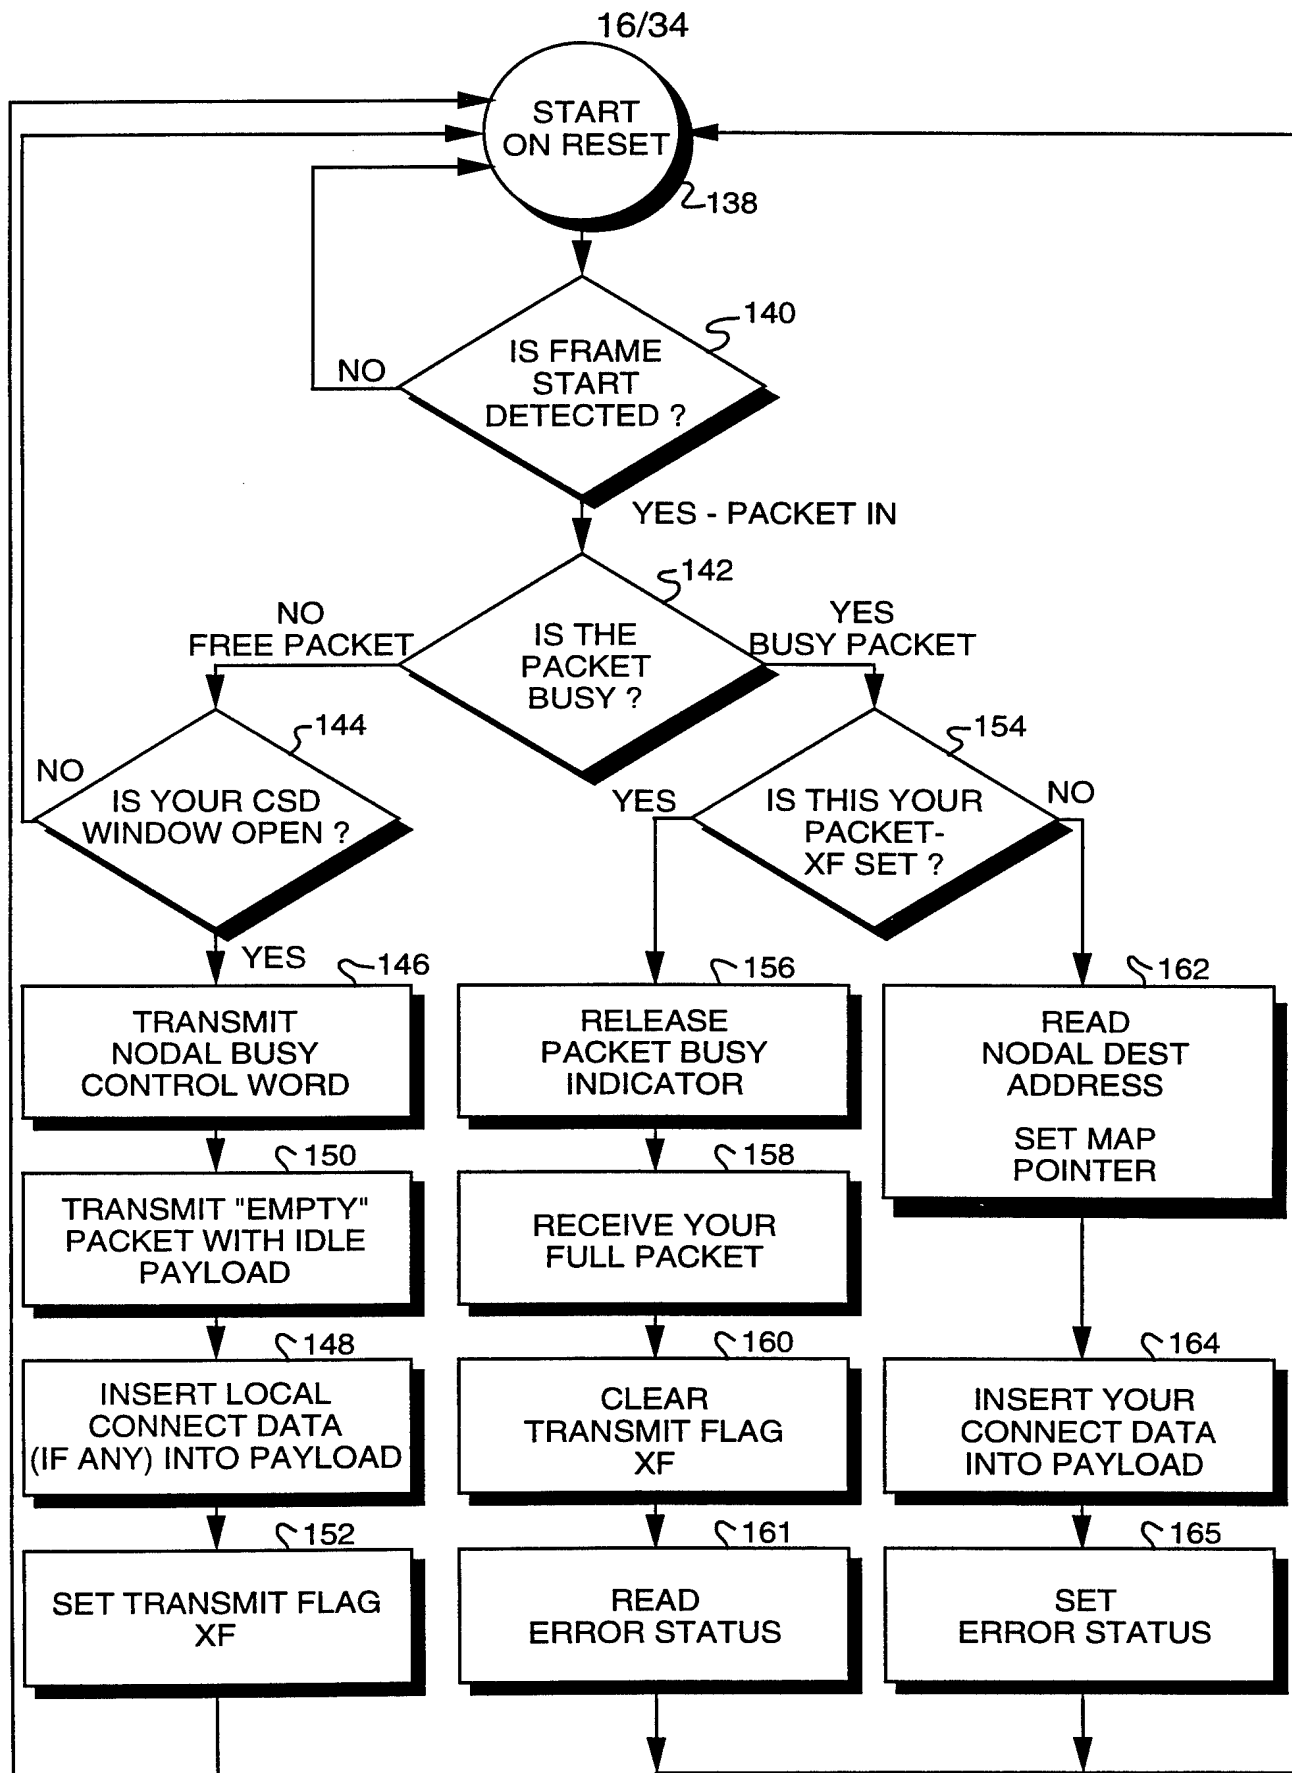 16/34
START
ON RESET
138
140
IS FRAME
START
DETECTED ?
NO
YES - PACKET IN
142
NO
FREE PACKET
IS THE
PACKET
BUSY ?
YES
BUSY PACKET
144
NO
IS YOUR CSD
WINDOW OPEN ?
YES
154
YES
IS THIS YOUR
PACKET-
XF SET ?
NO
146
TRANSMIT
NODAL BUSY
CONTROL WORD
156
RELEASE
PACKET BUSY
INDICATOR
162
READ
NODAL DEST
ADDRESS
SET MAP
POINTER
150
TRANSMIT "EMPTY"
PACKET WITH IDLE
PAYLOAD
158
RECEIVE YOUR
FULL PACKET
148
INSERT LOCAL
CONNECT DATA
(IF ANY) INTO PAYLOAD
160
CLEAR
TRANSMIT FLAG
XF
164
INSERT YOUR
CONNECT DATA
INTO PAYLOAD
152
SET TRANSMIT FLAG
XF
161
READ
ERROR STATUS
165
SET
ERROR STATUS